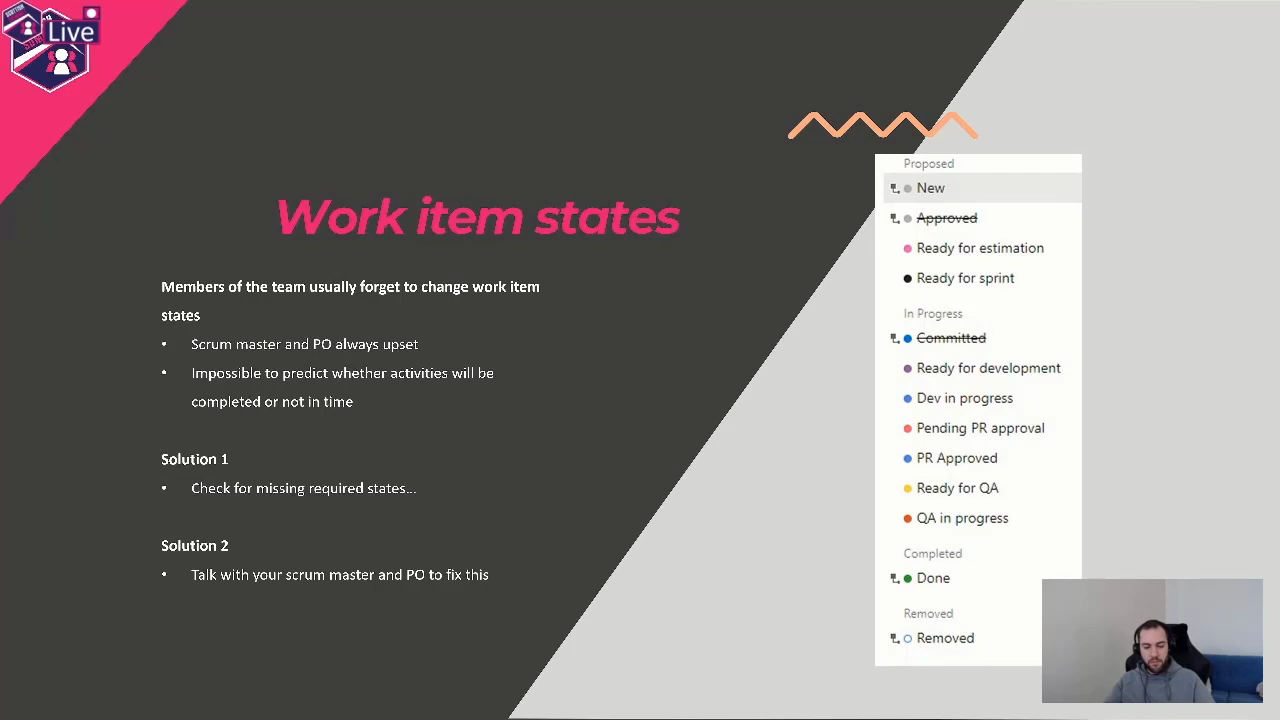 Live
Work item states
Members of the team usually forget to change work item
states
• Scrum master and PO always upset
• Impossible to predict whether activities will be
completed or not in time
Solution 1
• Check for missing required states...
Solution 2
• Talk with your scrum master and PO to fix this
Proposed
New
Approved
Ready for estimation
Ready for sprint
In Progress
Committed
Ready for development
Dev in progress
Pending PR approval
PR Approved
Ready for QA
QA in progress
Completed
Done
Removed
Removed